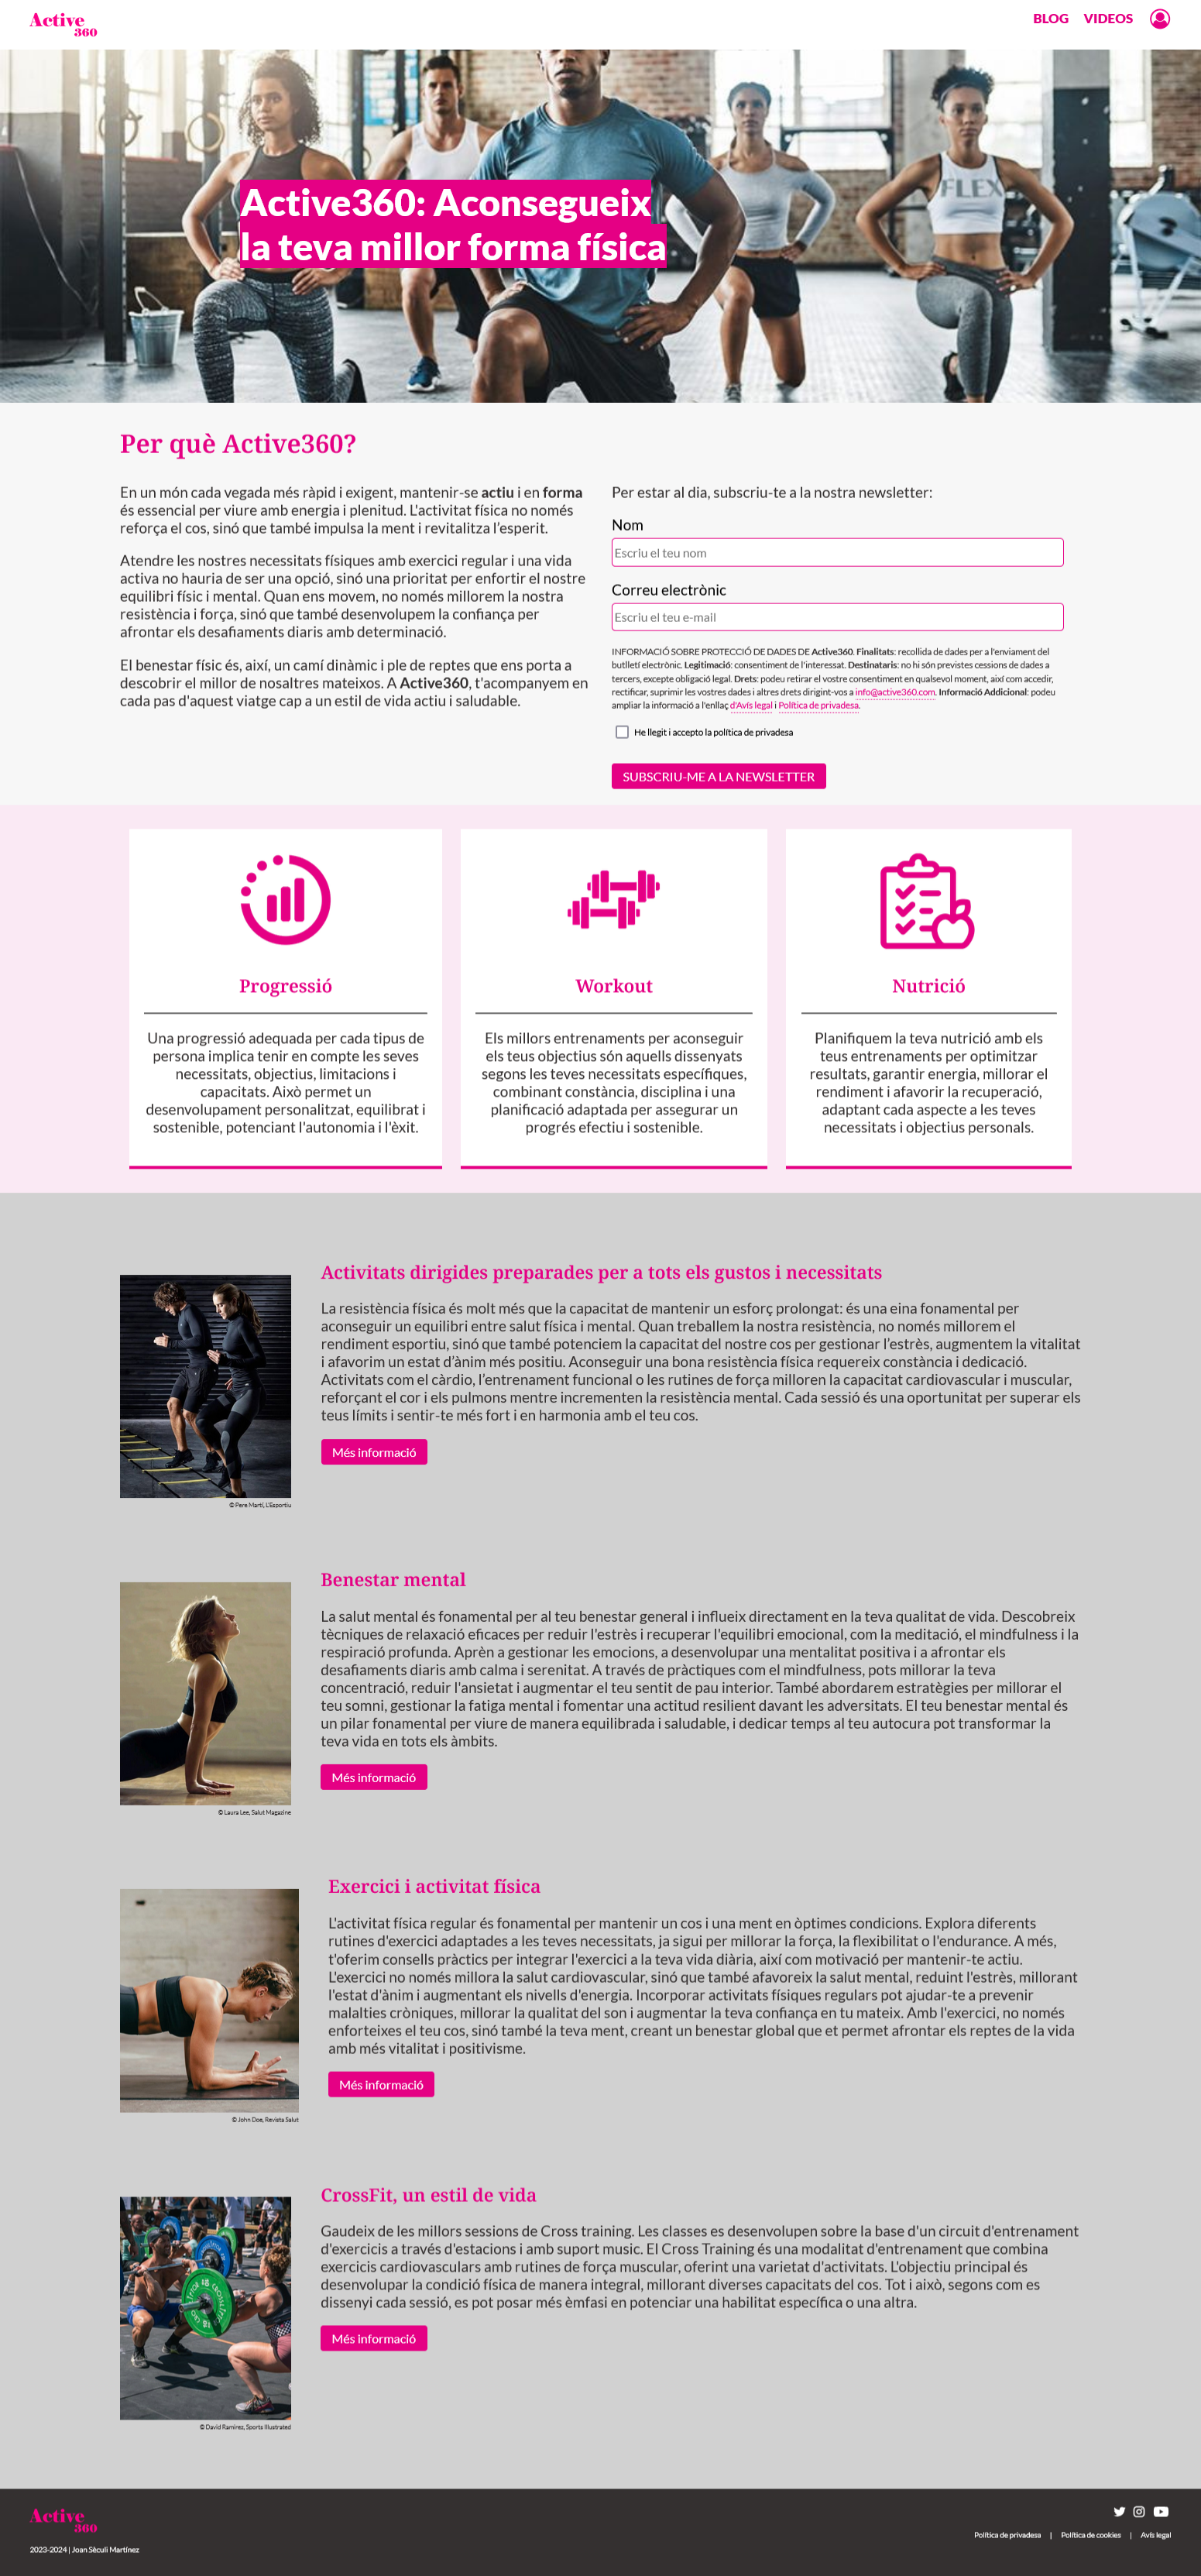 Active
360
BLOG VIDEOS
FLEX
Active360: Aconsegueix
la teva millor forma física
Per què Active360?
En un món cada vegada més ràpid i exigent, mantenir-se actiu i en forma
és essencial per viure amb energia i plenitud. L'activitat física no només
reforça el cos, sinó que també impulsa la ment i revitalitza l'esperit.
Atendre les nostres necessitats físiques amb exercici regular i una vida
activa no hauria de ser una opció, sinó una prioritat per enfortir el nostre
equilibri físic i mental. Quan ens movem, no només millorem la nostra
resistència i força, sinó que també desenvolupem la confiança per
afrontar els desafiaments diaris amb determinació.
El benestar físic és, així, un camí dinàmic i ple de reptes que ens porta a
descobrir el millor de nosaltres mateixos. A Active360, t'acompanyem en
cada pas d'aquest viatge cap a un estil de vida actiu i saludable.
Per estar al dia, subscriu-te a la nostra newsletter:
Nom
Escriu el teu nom
Correu electrònic
Escriu el teu e-mail
INFORMACIÓ SOBRE PROTECCIÓ DE DADES DE Active360. Finalitats: recollida de dades per a l'enviament del
butlletí electrònic. Legitimació: consentiment de l'interessat. Destinataris: no hi són previstes cessions de dades a
tercers, excepte obligació legal. Drets: podeu retirar el vostre consentiment en qualsevol moment, així com accedir,
rectificar, suprimir les vostres dades i altres drets dirigint-vos a info@active360.com. Informació Addicional: podeu
ampliar la informació a l'enllaç d'Avís legal i Política de privadesa.
He llegit i accepto la política de privadesa
SUBSCRIU-ME A LA NEWSLETTER
Progressió
Una progressió adequada per cada tipus de
persona implica tenir en compte les seves
necessitats, objectius, limitacions i
capacitats. Això permet un
desenvolupament personalitzat, equilibrat i
sostenible, potenciant l'autonomia i l'èxit.
Workout
Els millors entrenaments per aconseguir
els teus objectius són aquells dissenyats
segons les teves necessitats específiques,
combinant constància, disciplina i una
planificació adaptada per assegurar un
progrés efectiu i sostenible.
Nutrició
Planifiquem la teva nutrició amb els
teus entrenaments per optimitzar
resultats, garantir energia, millorar el
rendiment i afavorir la recuperació,
adaptant cada aspecte a les teves
necessitats i objectius personals.
Activitats dirigides preparades per a tots els gustos i necessitats
La resistència física és molt més que la capacitat de mantenir un esforç prolongat: és una eina fonamental per
aconseguir un equilibri entre salut física i mental. Quan treballem la nostra resistència, no només millorem el
rendiment esportiu, sinó que també potenciem la capacitat del nostre cos per gestionar l'estrès, augmentem la vitalitat
i afavorim un estat d'ànim més positiu. Aconseguir una bona resistència física requereix constància i dedicació.
Activitats com el càrdio, l'entrenament funcional o les rutines de força milloren la capacitat cardiovascular i muscular,
reforçant el cor i els pulmons mentre incrementen la resistència mental. Cada sessió és una oportunitat per superar els
teus límits i sentir-te més fort i en harmonia amb el teu cos.
Més informació
© Pere Martí, L'Esportiu
Benestar mental
La salut mental és fonamental per al teu benestar general i influeix directament en la teva qualitat de vida. Descobreix
tècniques de relaxació eficaces per reduir l'estrès i recuperar l'equilibri emocional, com la meditació, el mindfulness i la
respiració profunda. Aprèn a gestionar les emocions, a desenvolupar una mentalitat positiva i a afrontar els
desafiaments diaris amb calma i serenitat. A través de pràctiques com el mindfulness, pots millorar la teva
concentració, reduir l'ansietat i augmentar el teu sentit de pau interior. També abordarem estratègies per millorar el
teu somni, gestionar la fatiga mental i fomentar una actitud resilient davant les adversitats. El teu benestar mental és
un pilar fonamental per viure de manera equilibrada i saludable, i dedicar temps al teu autocura pot transformar la
teva vida en tots els àmbits.
Més informació
© Laura Lee, Salut Magazine
Exercici i activitat física
L'activitat física regular és fonamental per mantenir un cos i una ment en òptimes condicions. Explora diferents
rutines d'exercici adaptades a les teves necessitats, ja sigui per millorar la força, la flexibilitat o l'endurance. A més,
t'oferim consells pràctics per integrar l'exercici a la teva vida diària, així com motivació per mantenir-te actiu.
L'exercici no només millora la salut cardiovascular, sinó que també afavoreix la salut mental, reduint l'estrès, millorant
l'estat d'ànim i augmentant els nivells d'energia. Incorporar activitats físiques regulars pot ajudar-te a prevenir
malalties cròniques, millorar la qualitat del son i augmentar la teva confiança en tu mateix. Amb l'exercici, no només
enforteixes el teu cos, sinó també la teva ment, creant un benestar global que et permet afrontar els reptes de la vida
amb més vitalitat i positivisme.
Més informació
© John Doe, Revista Salut
CrossFit, un estil de vida
Gaudeix de les millors sessions de Cross training. Les classes es desenvolupen sobre la base d'un circuit d'entrenament
d'exercicis a través d'estacions i amb suport music. El Cross Training és una modalitat d'entrenament que combina
exercicis cardiovasculars amb rutines de força muscular, oferint una varietat d'activitats. L'objectiu principal és
desenvolupar la condició física de manera integral, millorant diverses capacitats del cos. Tot i això, segons com es
dissenyi cada sessió, es pot posar més èmfasi en potenciar una habilitat específica o una altra.
Més informació
© David Ramírez, Sports Illustrated
Active
360
2023-2024 | Joan Sèculi Martínez
Política de privadesa | Política de cookies | Avís legal